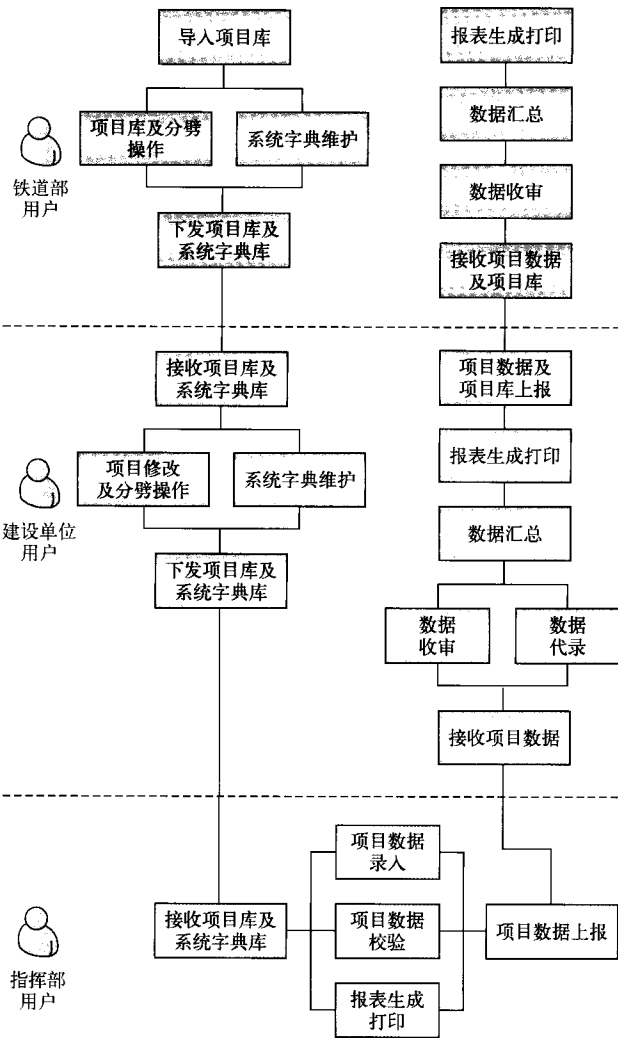 导入项目库
报表生成打印
项目库及分劈
操作
系统字典维护
数据汇总
铁道部
用户
数据收审
下发项目库及
系统字典库
接收项目数据
及项目库
接收项目库及
系统字典库
项目数据及
项目库上报
项目修改
及分劈操作
系统字典维护
报表生成打印
建设单位
用户
数据汇总
下发项目库及
系统字典库
数据
收审
数据
代录
接收项目数据
项目数据
录入
接收项目库及
系统字典库
项目数据
校验
项目数据上报
指挥部
用户
报表生成
打印